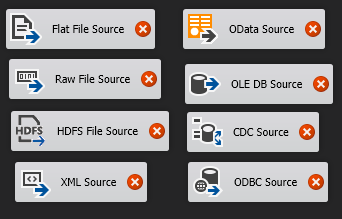 Flat File Source
OData Source
Raw File Source
OLE DB Source
HDFS HDFS File Source
CDC Source
XML Source
ODBC Source